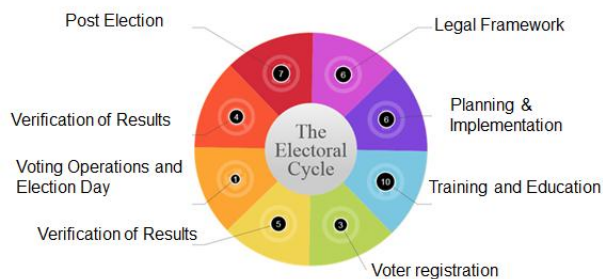 Post Election
Legal Framework
7
6
Verification of Results
4
6
Planning &
Implementation
The
Electoral
Cycle
Voting Operations and
Election Day
1
10
Training and Education
Verification of Results
5
3
Voter registration